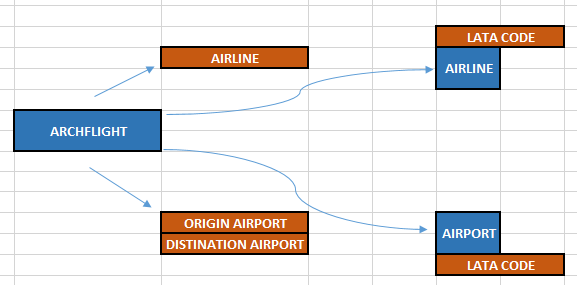 LATA CODE
AIRLINE
AIRLINE
ARCHFLIGHT
ORIGIN AIRPORT
DISTINATION AIRPORT
AIRPORT
LATA CODE